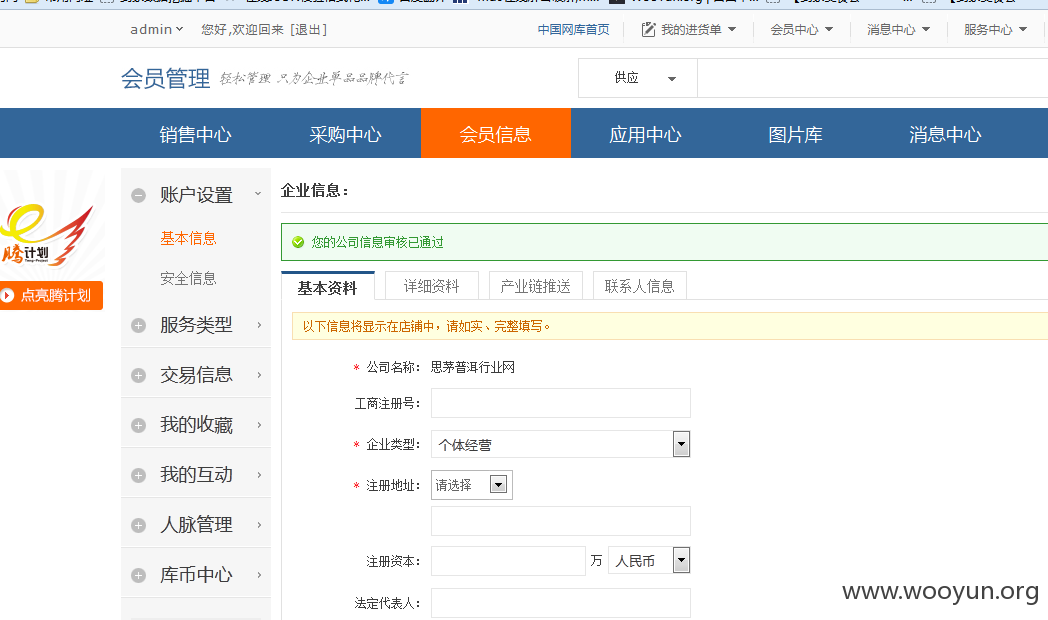 admin 您好,欢迎回来 [退出] 中国网库首页 我的进货单 会员中心 消息中心 服务中心
会员管理 轻松管理 只为企业单品品牌代言 供应
销售中心 采购中心 会员信息 应用中心 图片库 消息中心
账户设置
基本信息
安全信息
服务类型
交易信息
我的收藏
我的互动
人脉管理
库币中心
腾计划
点亮腾计划
企业信息：
您的公司信息审核已通过
基本资料 详细资料 产业链推送 联系人信息
以下信息将显示在店铺中，请如实、完整填写。
* 公司名称： 思茅普洱行业网
工商注册号：
* 企业类型： 个体经营
* 注册地址： 请选择
注册资本： 万 人民币
法定代表人：
www.wooyun.org